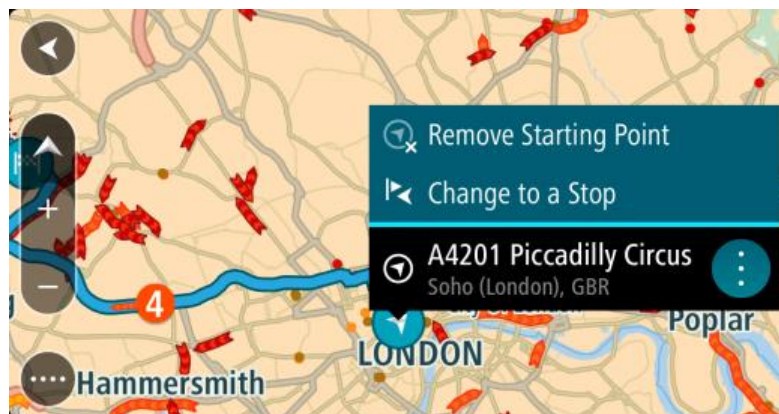 Remove Starting Point
Change to a Stop
A4201 Piccadilly Circus
Soho (London), GBR
4
Poplar
LONDON
Hammersmith